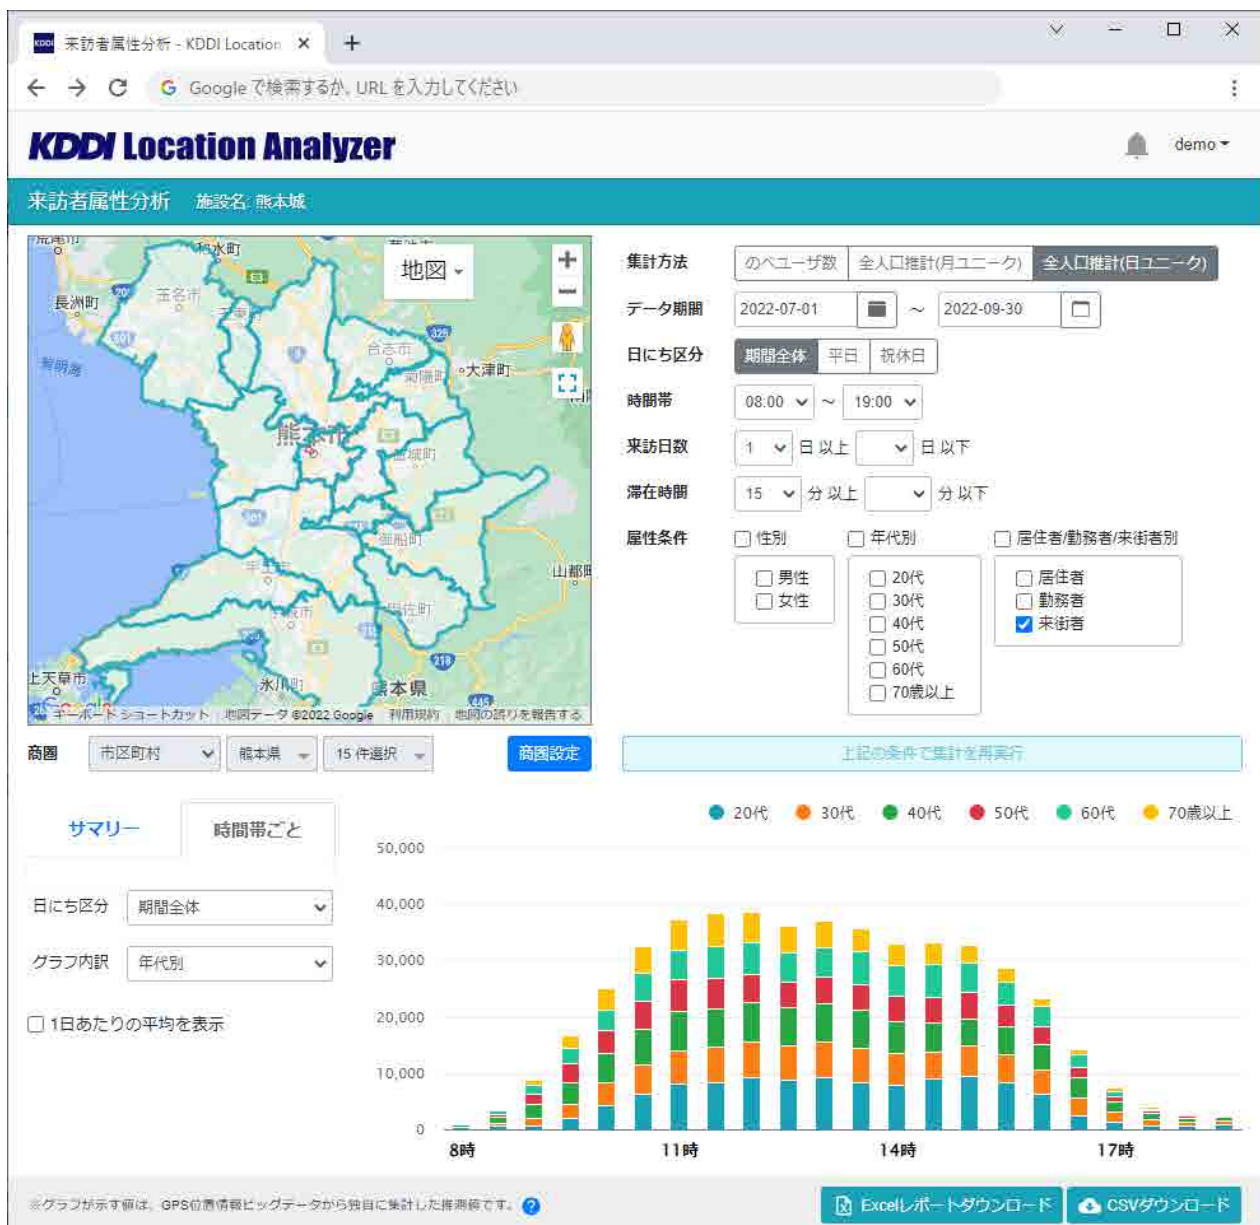 来訪者属性分析 - KDDI Location
Google で検索するか、URL を入力してください
KDDI Location Analyzer
demo
来訪者属性分析 施設名: 熊本城
地図
長洲町
玉名市
合志市
菊陽町
大津町
熊本市
益城町
御船町
山都町
宇土市
上天草市
氷川町
熊本県
キーボード ショートカット 地図データ ©2022 Google 利用規約 地図の誤りを報告する
商圏 市区町村 熊本県 15 件選択 商圏設定
集計方法 のべユーザ数 全人口推計(月ユニーク) 全人口推計(日ユニーク)
データ期間 2022-07-01 ～ 2022-09-30
日にち区分 期間全体 平日 祝休日
時間帯 08:00 ～ 19:00
来訪日数 1 日 以上 日 以下
滞在時間 15 分 以上 分 以下
属性条件 性別 年代別 居住者/勤務者/来街者別
男性 20代 居住者
女性 30代 勤務者
40代 来街者
50代
60代
70歳以上
上記の条件で集計を再実行
サマリー 時間帯ごと
日にち区分 期間全体
グラフ内訳 年代別
1日あたりの平均を表示
20代 30代 40代 50代 60代 70歳以上
50,000
40,000
30,000
20,000
10,000
0
8時 11時 14時 17時
※グラフが示す値は、GPS位置情報ビッグデータから独自に集計した推測値です。
Excelレポートダウンロード CSVダウンロード